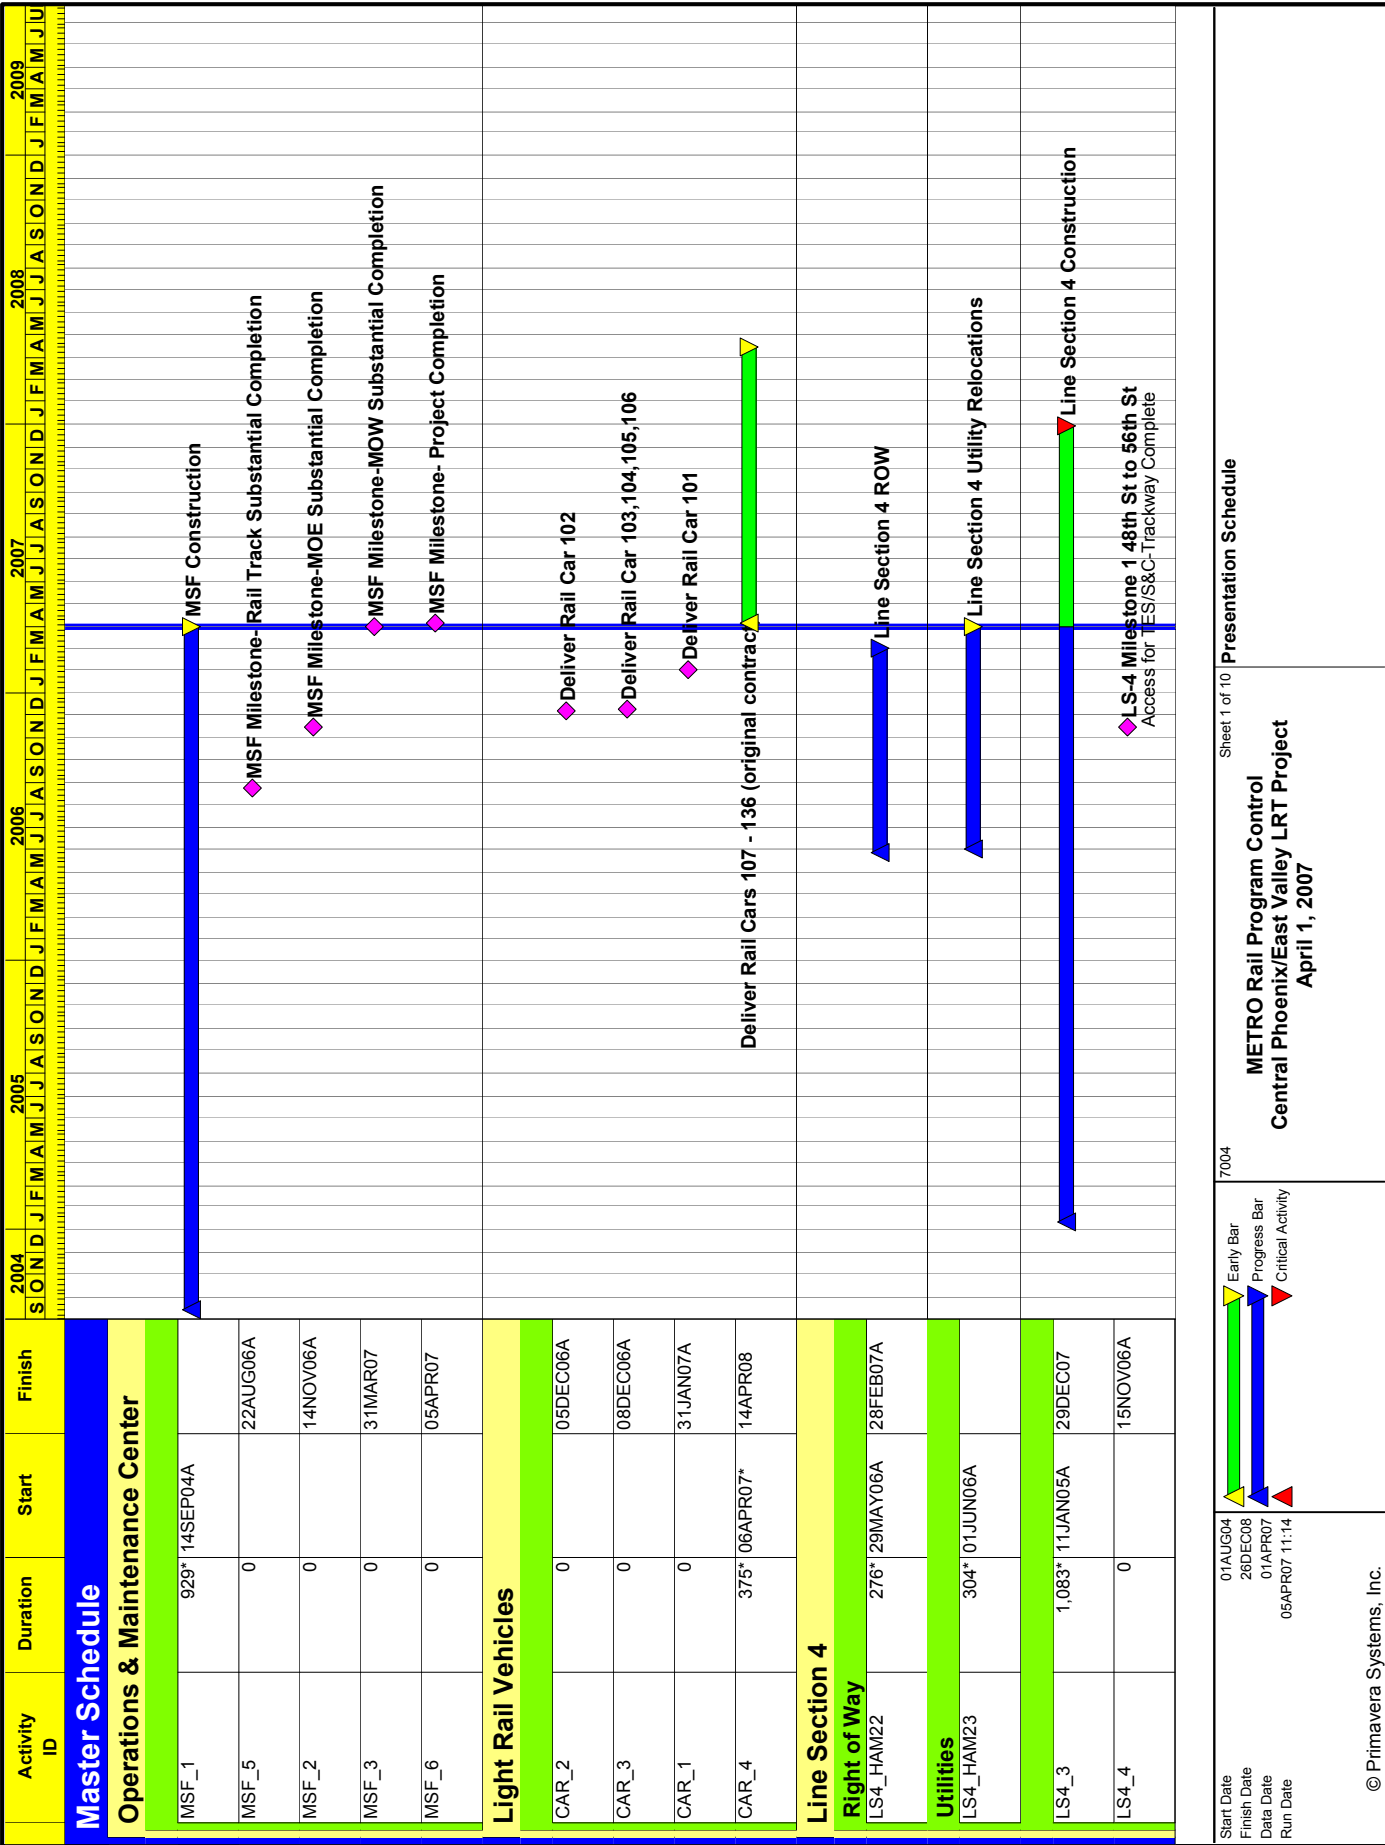 Activity ID Duration Start Finish 2004 2005 2006 2007 2008 2009
S O N D J F M A M J J A S O N D J F M A M J J A S O N D J F M A M J J A S O N D J F M A M J J A S O N D J F M A M J U
Master Schedule
Operations & Maintenance Center
MSF_1 929* 14SEP04A MSF Construction
MSF_5 0 22AUG06A MSF Milestone-Rail Track Substantial Completion
MSF_2 0 14NOV06A MSF Milestone-MOE Substantial Completion
MSF_3 0 31MAR07 MSF Milestone-MOW Substantial Completion
MSF_6 0 05APR07 MSF Milestone- Project Completion
Light Rail Vehicles
CAR_2 0 05DEC06A Deliver Rail Car 102
CAR_3 0 08DEC06A Deliver Rail Car 103,104,105,106
CAR_1 0 31JAN07A Deliver Rail Car 101
CAR_4 375* 06APR07* 14APR08 Deliver Rail Cars 107 - 136 (original contrac
Line Section 4
Right of Way
LS4_HAM22 276* 29MAY06A 28FEB07A Line Section 4 ROW
Utilities
LS4_HAM23 304* 01JUN06A Line Section 4 Utility Relocations
LS4_3 1,083* 11JAN05A 29DEC07 Line Section 4 Construction
LS4_4 0 15NOV06A LS-4 Milestone 1 48th St to 56th St
Access for TES/S&C-Trackway Complete
Start Date 01AUG04
Finish Date 26DEC08
Data Date 01APR07
Run Date 05APR07 11:14
© Primavera Systems, Inc.
Early Bar
Progress Bar
Critical Activity
7004
Sheet 1 of 10
METRO Rail Program Control
Central Phoenix/East Valley LRT Project
April 1, 2007
Presentation Schedule